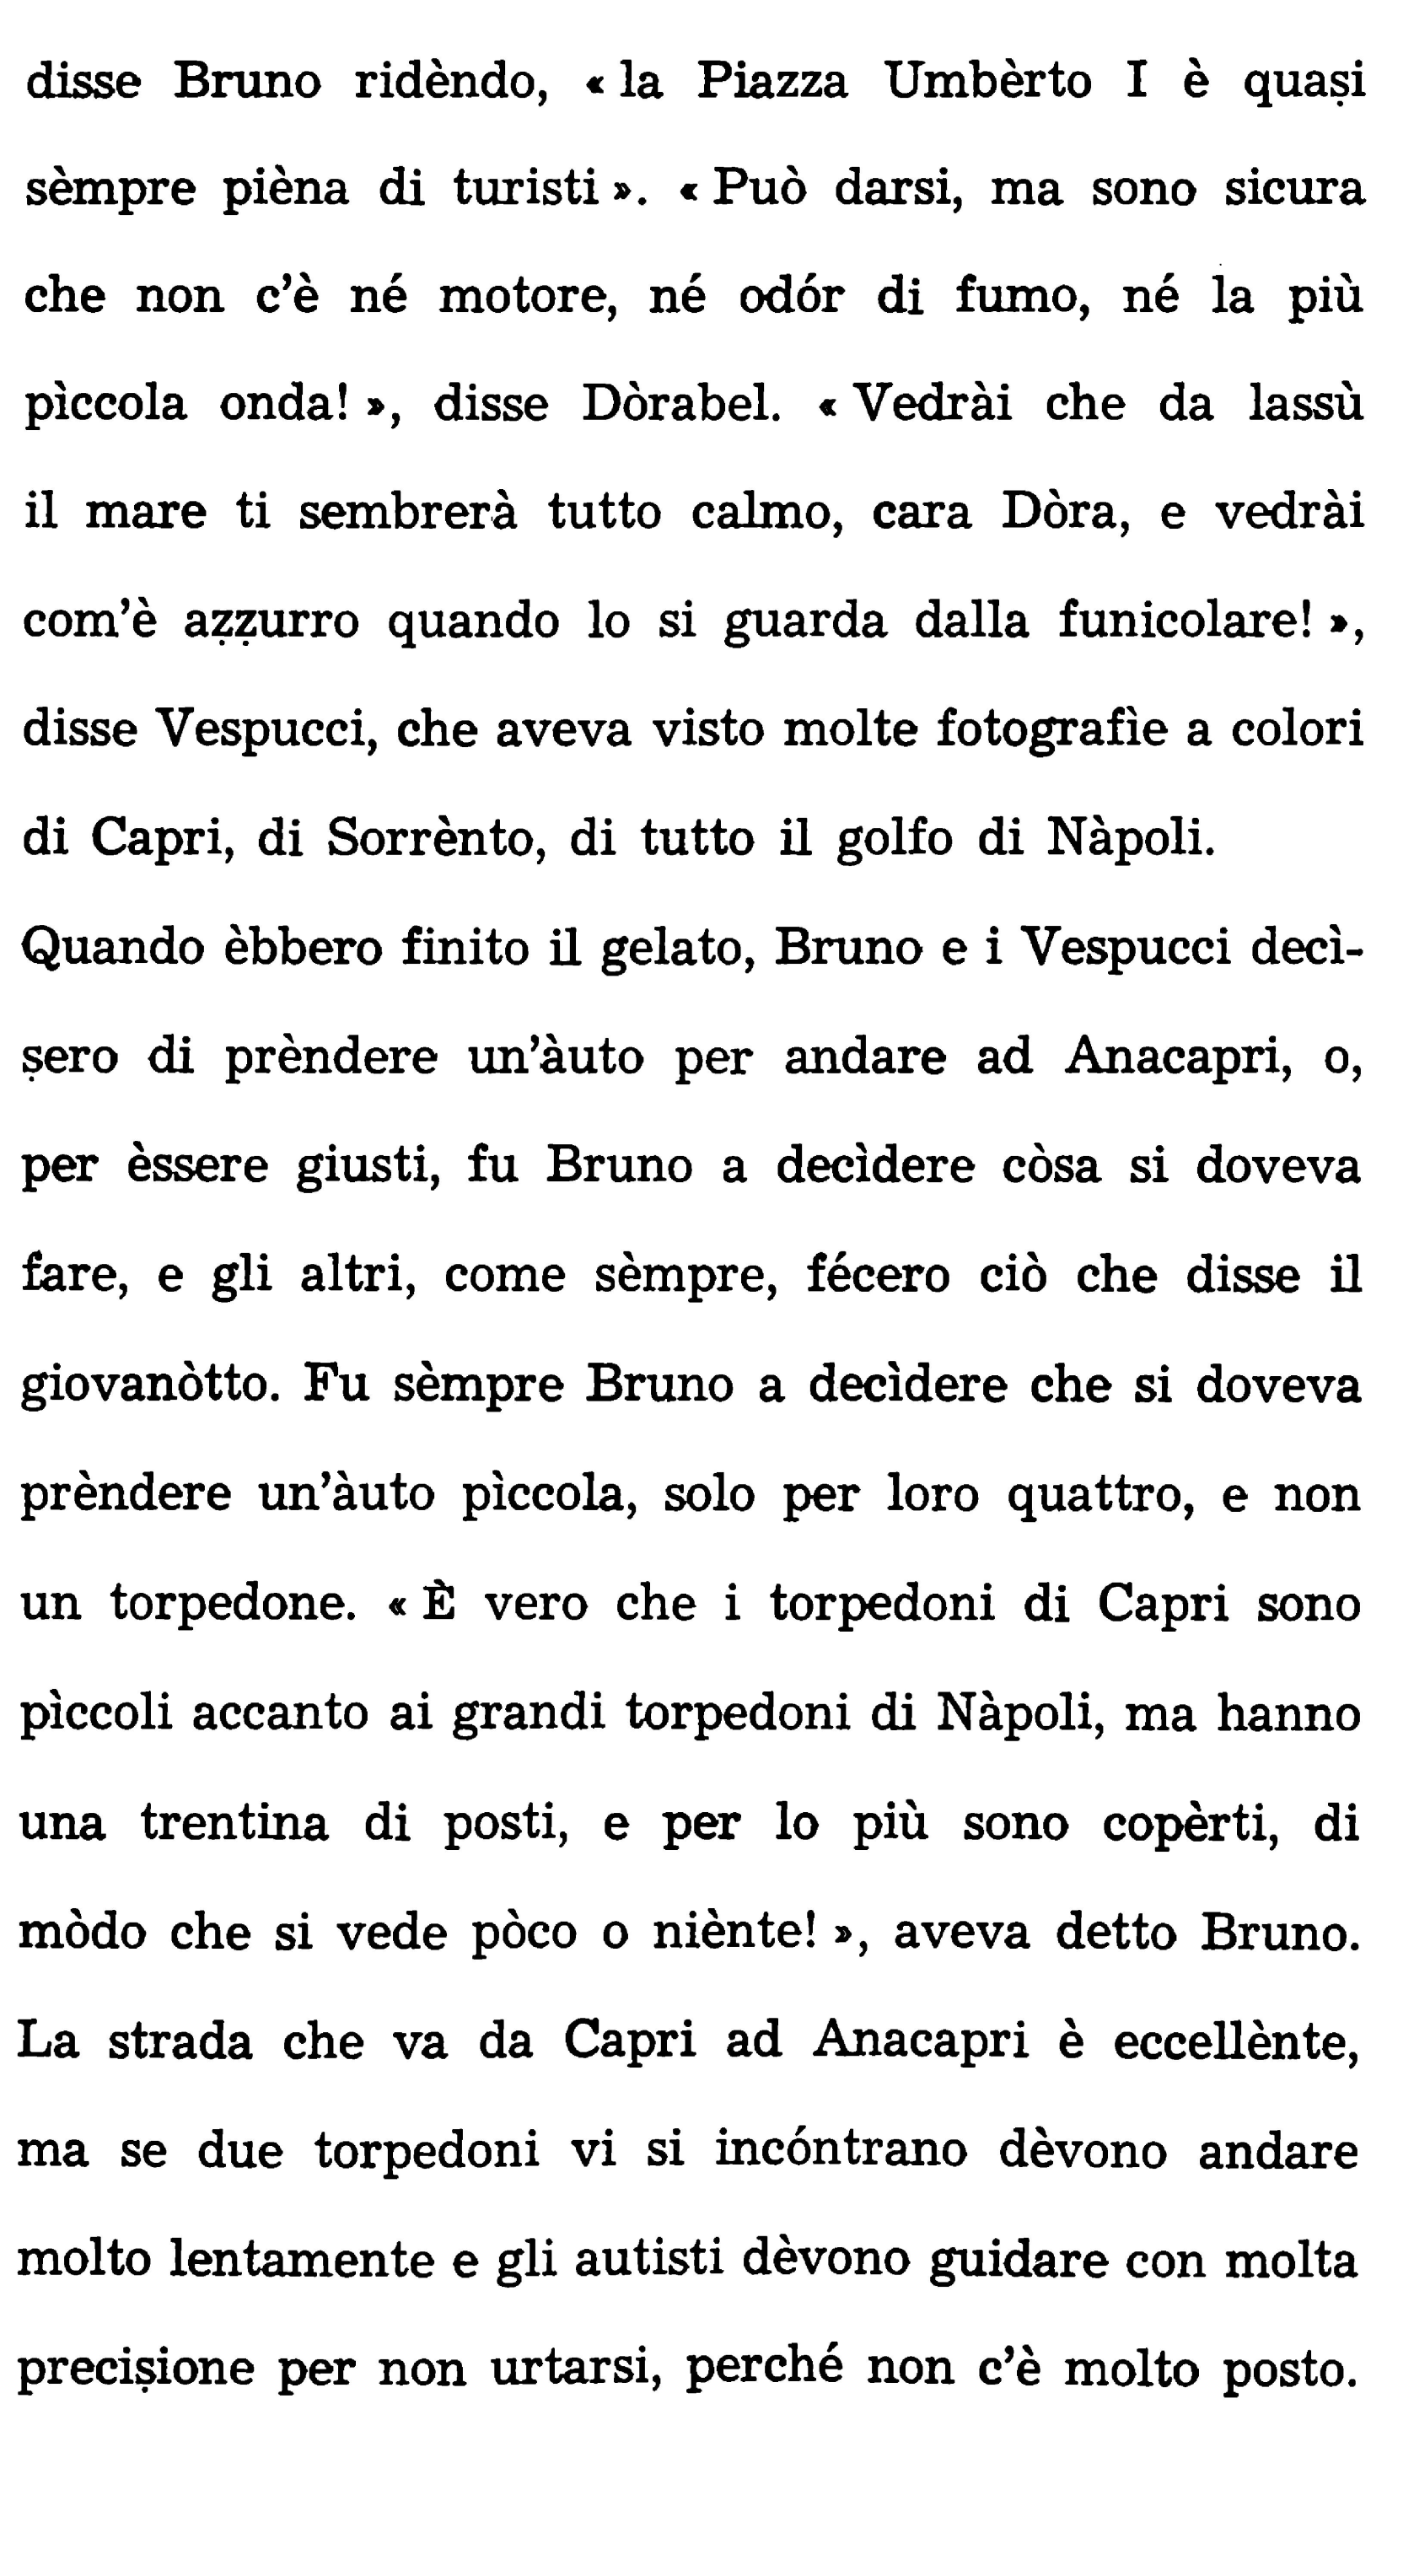 disse Bruno ridèndo, « la Piazza Umbèrto I è quaṣi
sèmpre pièna di turisti ». « Può darsi, ma sono sicura
che non c'è né motore, né odór di fumo, né la più
pìccola onda! », disse Dòrabel. « Vedrài che da lassù
il mare ti sembrerà tutto calmo, cara Dòra, e vedrài
com'è aẓẓurro quando lo si guarda dalla funicolare! »,
disse Vespucci, che aveva visto molte fotografìe a colori
di Capri, di Sorrènto, di tutto il golfo di Nàpoli.
Quando èbbero finito il gelato, Bruno e i Vespucci decì-
ṣero di prèndere un'àuto per andare ad Anacapri, o,
per èssere giusti, fu Bruno a decìdere còsa si doveva
fare, e gli altri, come sèmpre, fécero ciò che disse il
giovanòtto. Fu sèmpre Bruno a decìdere che si doveva
prèndere un'àuto pìccola, solo per loro quattro, e non
un torpedone. « È vero che i torpedoni di Capri sono
pìccoli accanto ai grandi torpedoni di Nàpoli, ma hanno
una trentina di posti, e per lo più sono copèrti, di
mòdo che si vede pòco o niènte! », aveva detto Bruno.
La strada che va da Capri ad Anacapri è eccellènte,
ma se due torpedoni vi si incóntrano dèvono andare
molto lentamente e gli autisti dèvono guidare con molta
preciṣione per non urtarsi, perché non c'è molto posto.